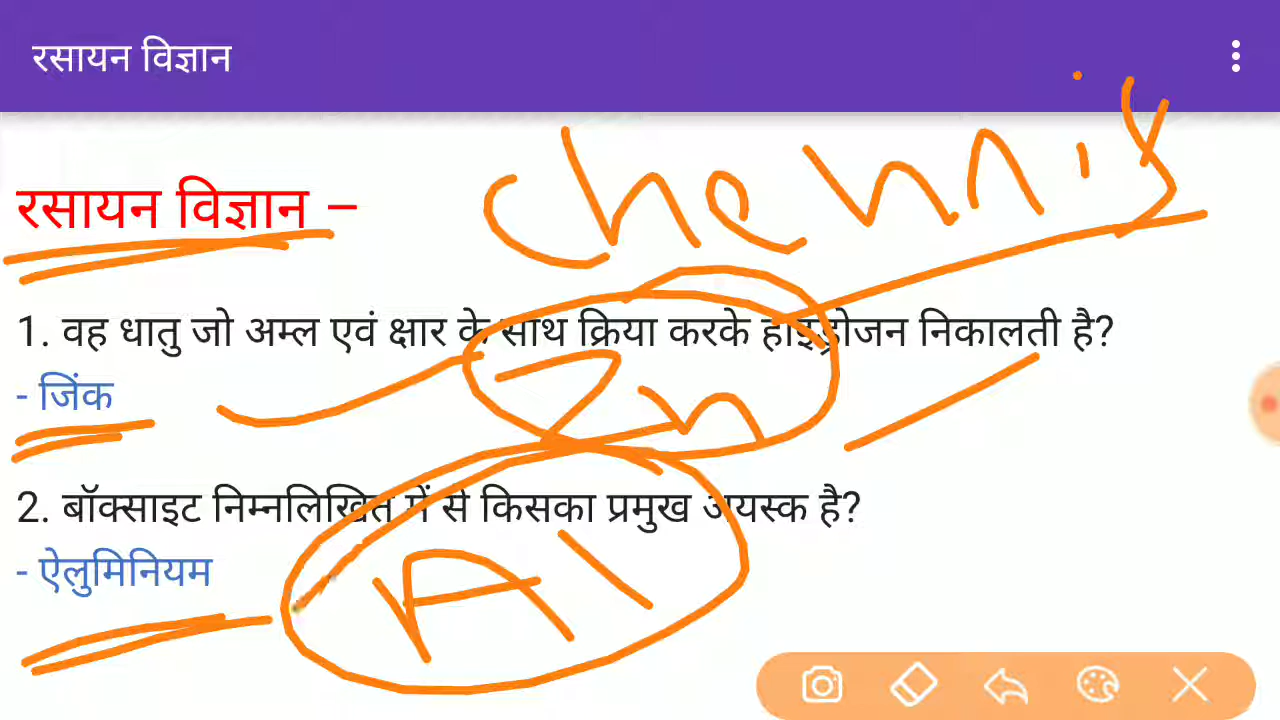 रसायन विज्ञान
रसायन विज्ञान –
chemis
1. वह धातु जो अम्ल एवं क्षार के साथ क्रिया करके हाइड्रोजन निकालती है?
- जिंक
Zn
2. बॉक्साइट निम्नलिखित में से किसका प्रमुख अयस्क है?
- ऐलुमिनियम
Al